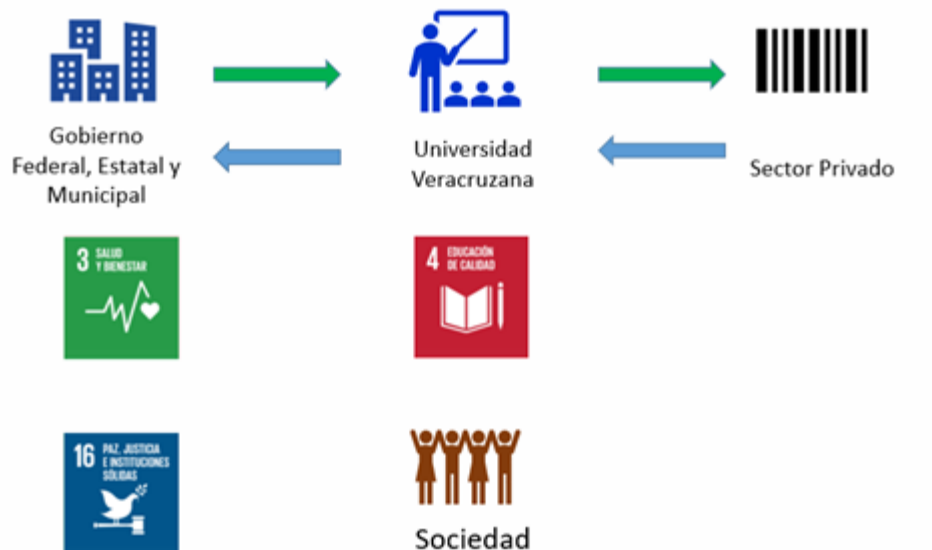 Gobierno
Federal, Estatal y
Municipal
Universidad
Veracruzana
Sector Privado
3 SALUD
Y BIENESTAR
4 EDUCACIÓN
DE CALIDAD
16 PAZ, JUSTICIA
E INSTITUCIONES
SÓLIDAS
Sociedad